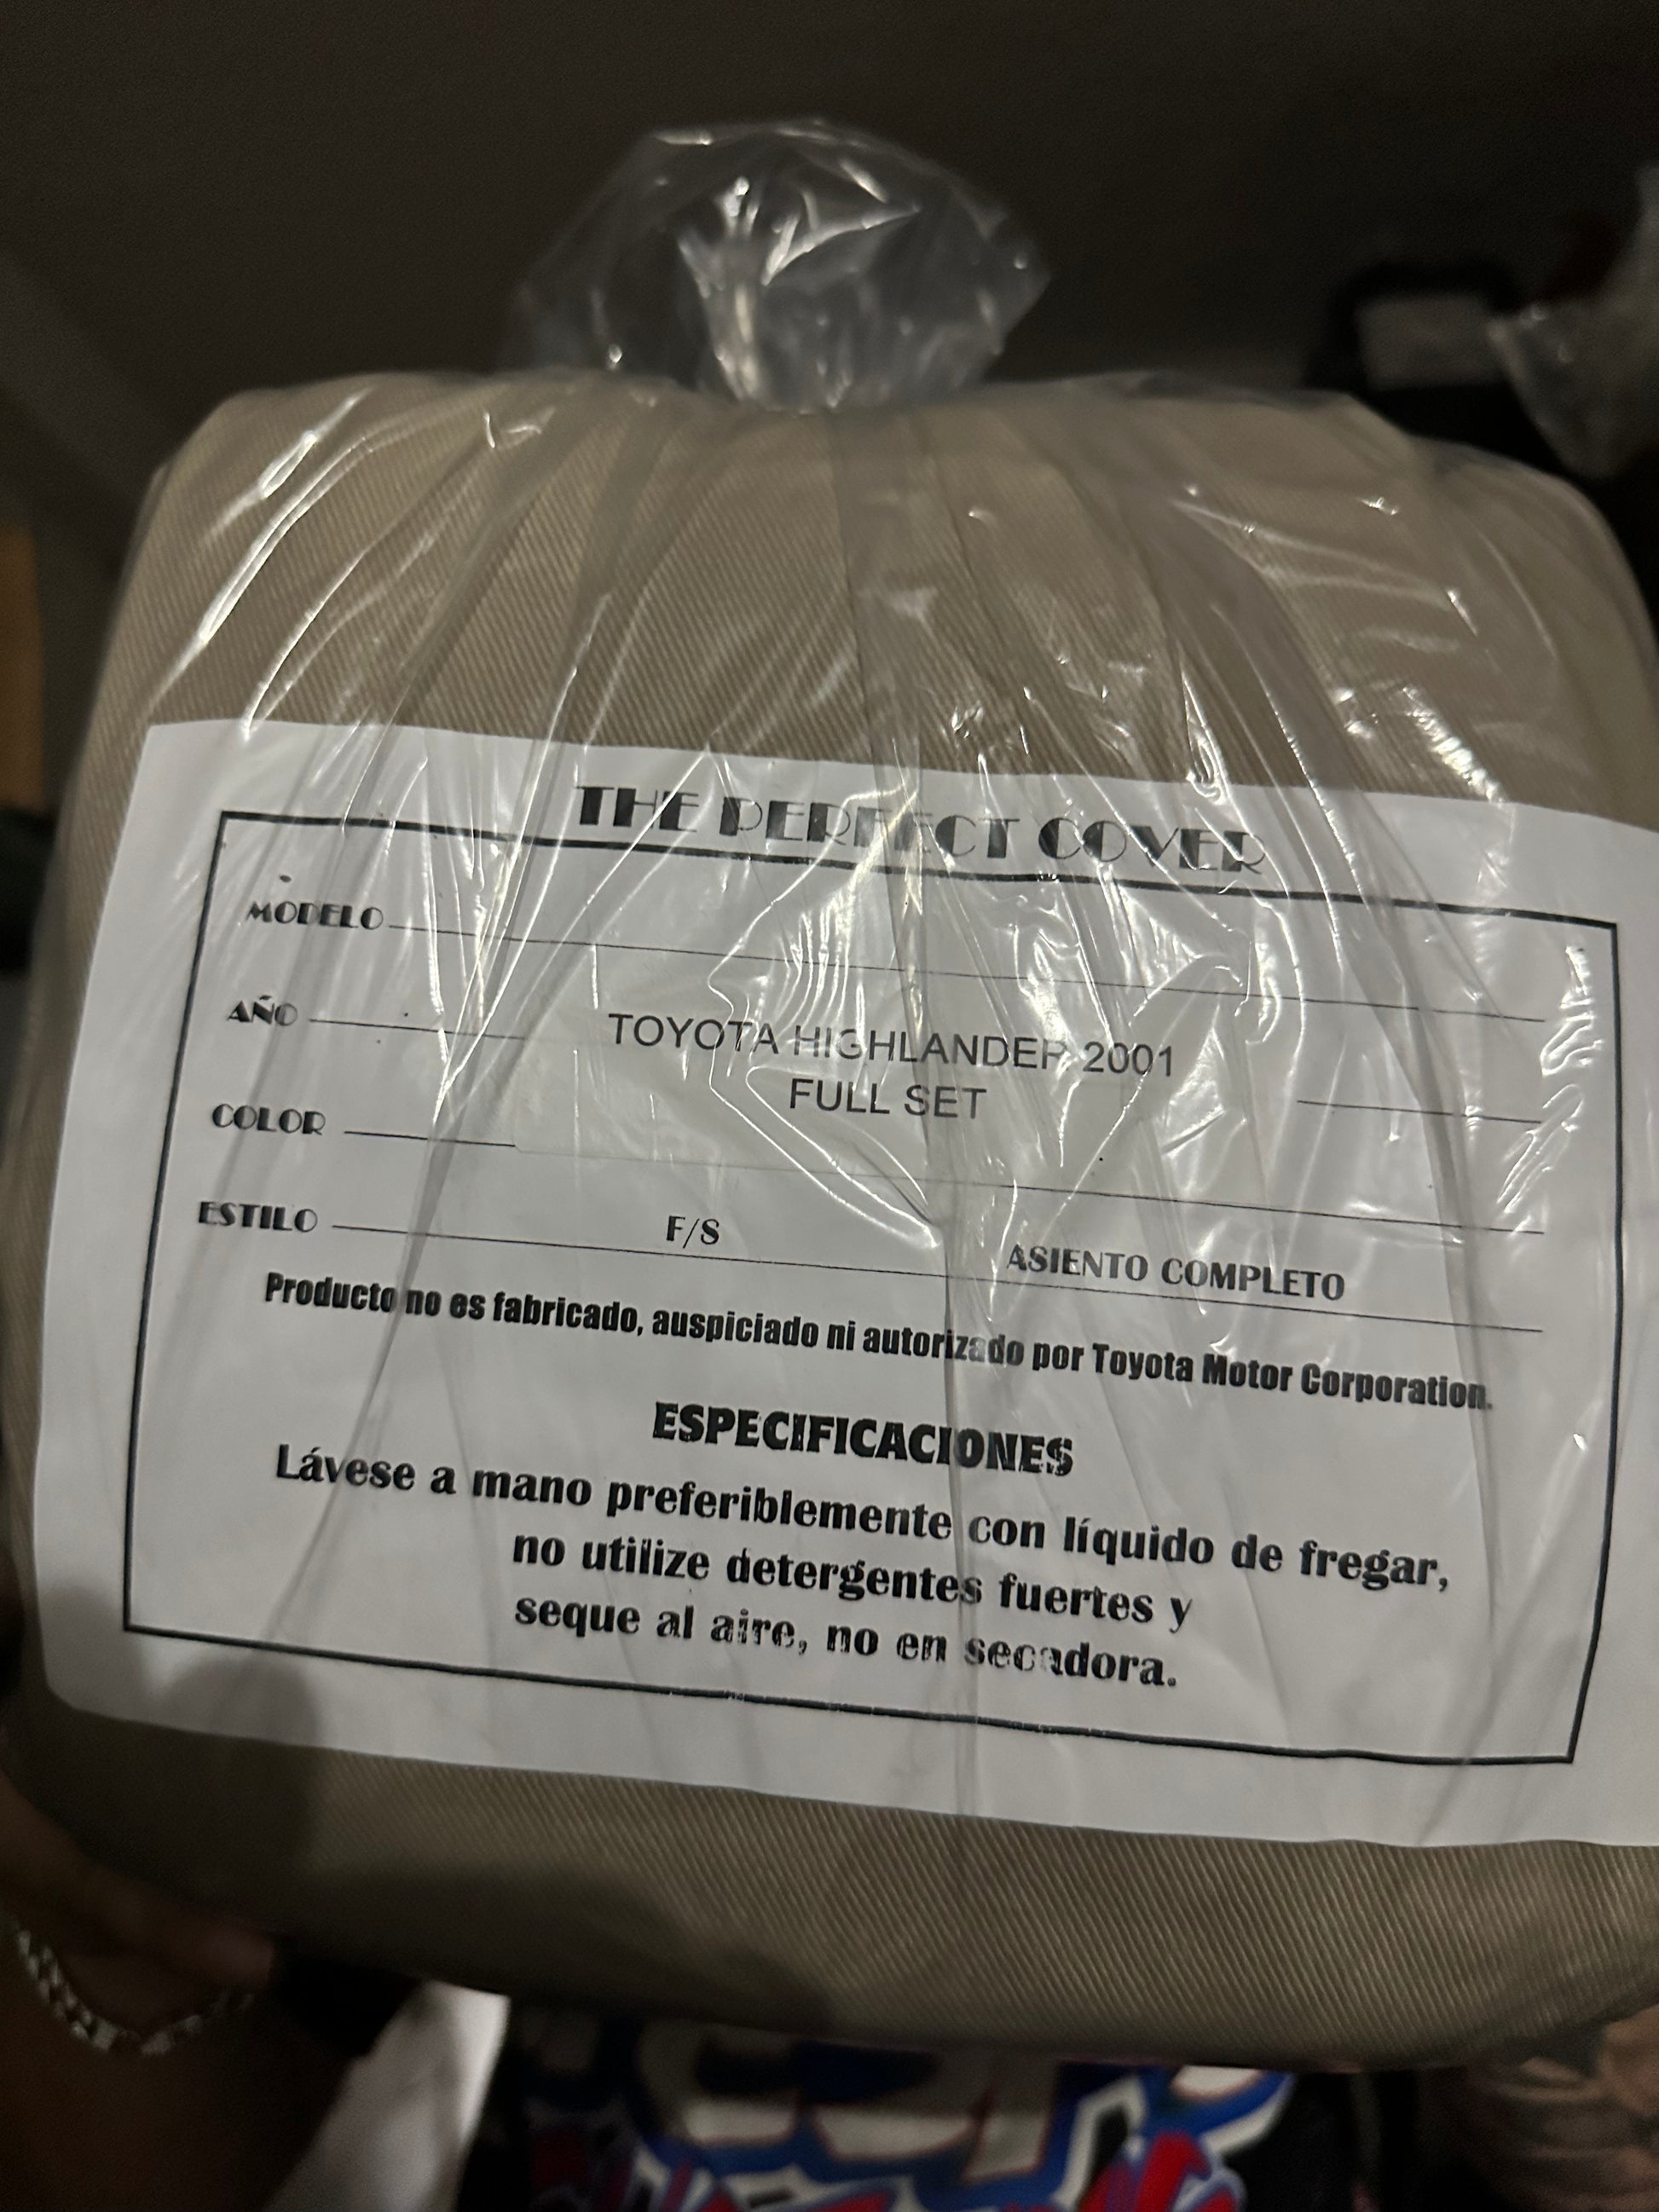 THE PERFECT COVER
MODELO
AÑO
TOYOTA HIGHLANDER 2001
FULL SET
COLOR
ESTILO F/S ASIENTO COMPLETO
Producto no es fabricado, auspiciado ni autorizado por Toyota Motor Corporation.
ESPECIFICACIONES
Lávese a mano preferiblemente con líquido de fregar,
no utilize detergentes fuertes y
seque al aire, no en secadora.